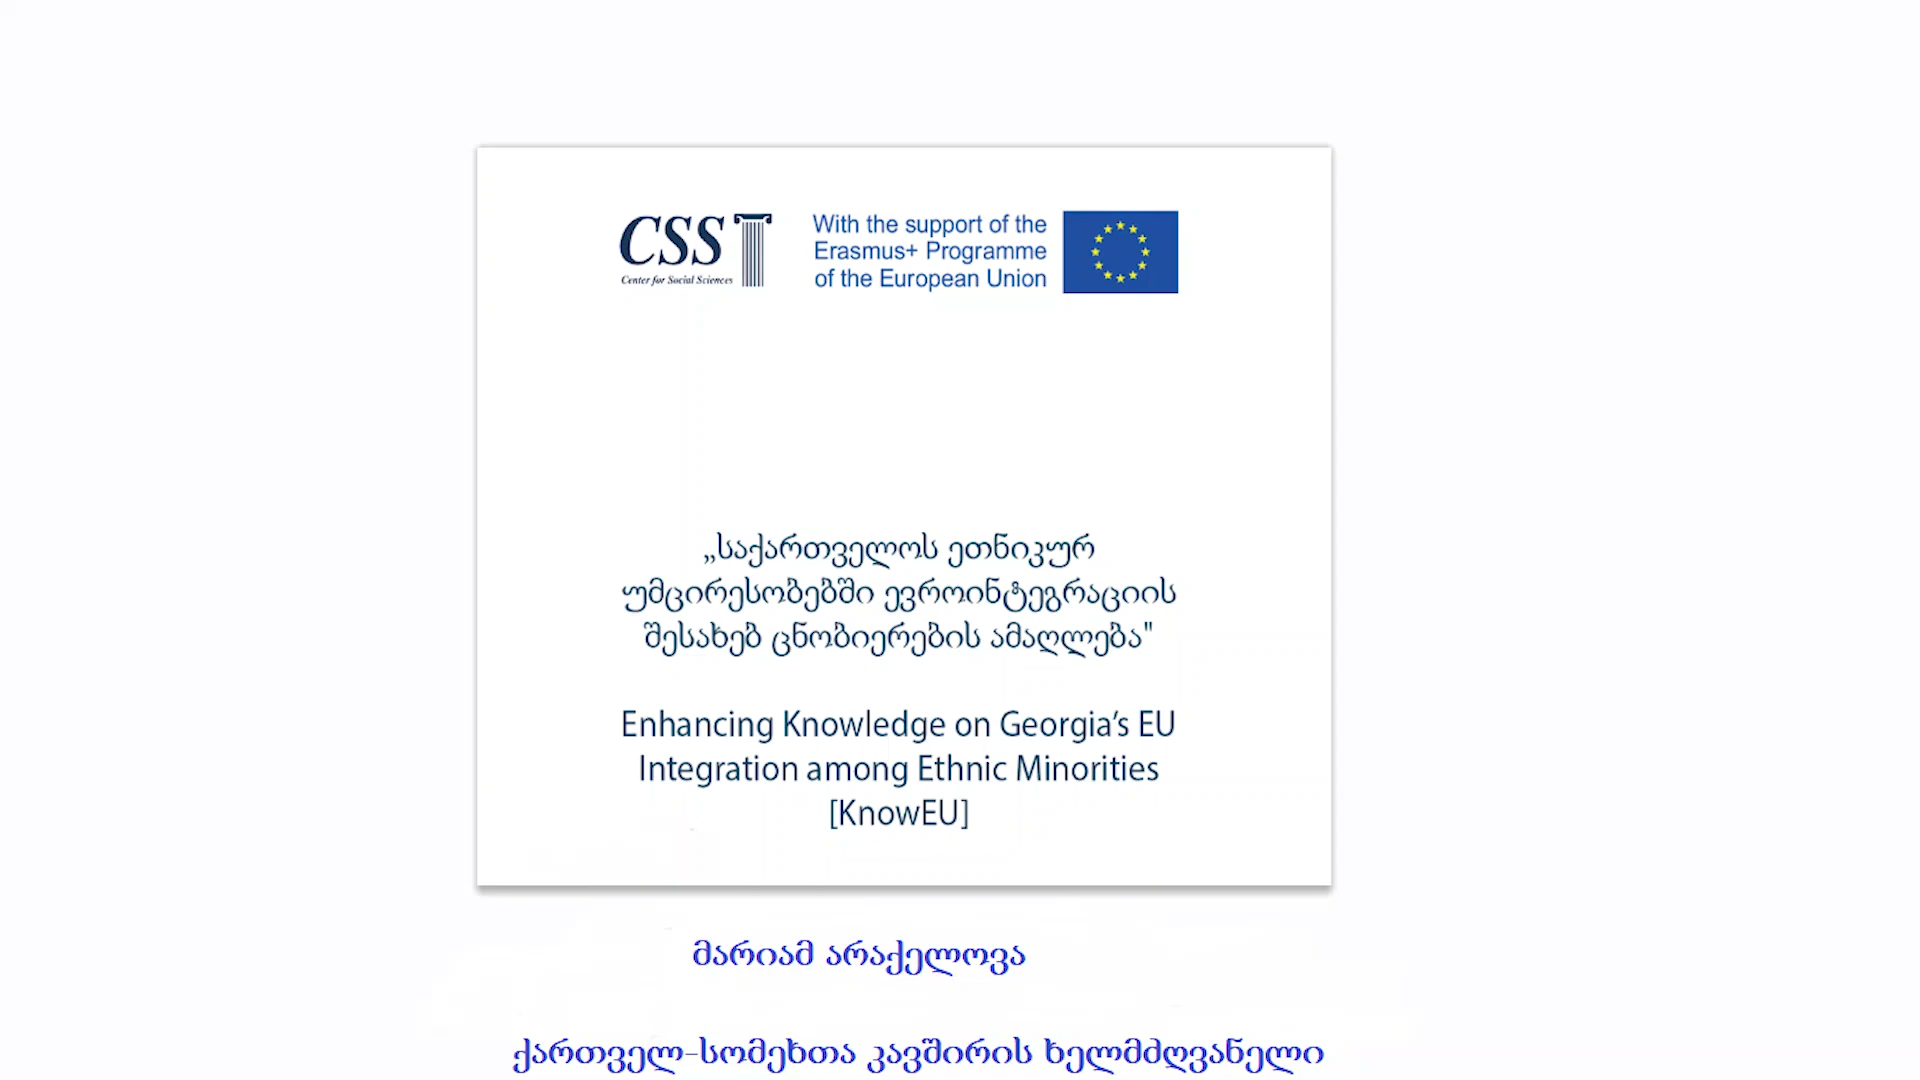 CSS
Center for Social Sciences
With the support of the
Erasmus+ Programme
of the European Union
„საქართველოს ეთნიკურ
უმცირესობებში ევროინტეგრაციის
შესახებ ცნობიერების ამაღლება"
Enhancing Knowledge on Georgia’s EU
Integration among Ethnic Minorities
[KnowEU]
მარიამ არაქელოვა
ქართველ-სომეხთა კავშირის ხელმძღვანელი